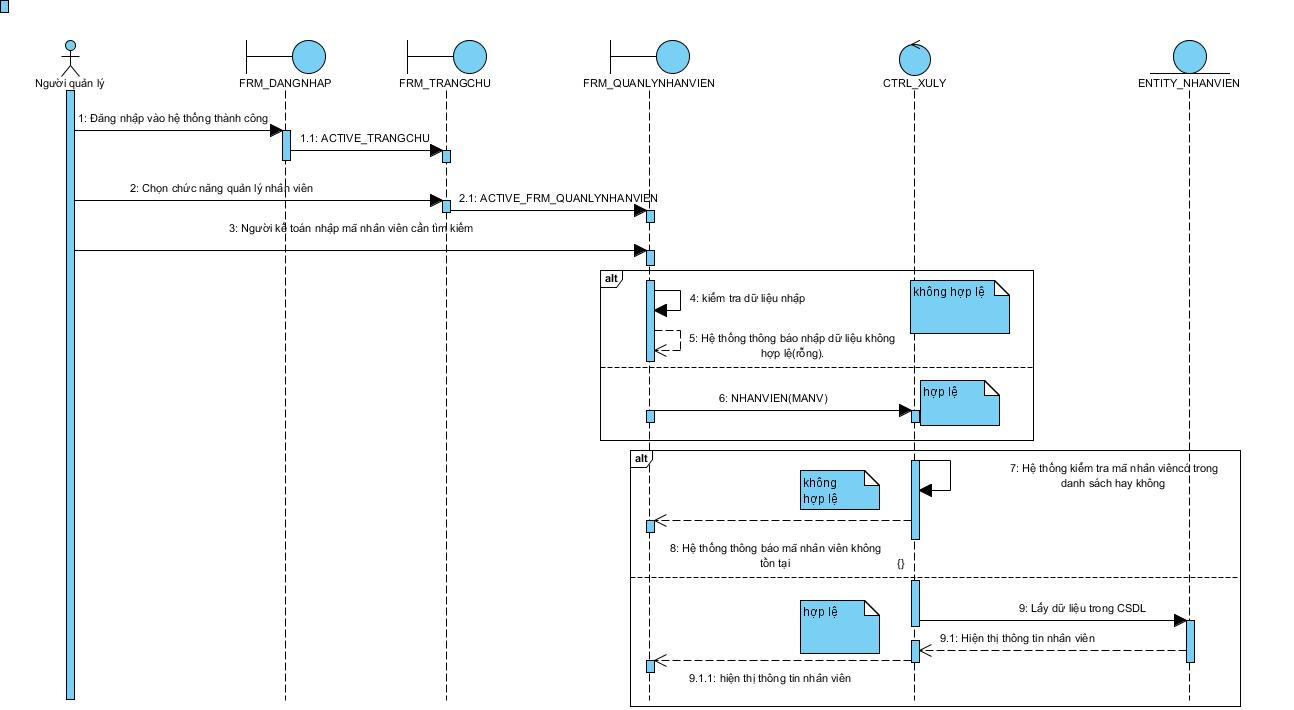 Người quản lý
FRM_DANGNHAP
FRM_TRANGCHU
FRM_QUANLYNHANVIEN
CTRL_XULY
ENTITY_NHANVIEN
1: Đăng nhập vào hệ thống thành công
1.1: ACTIVE_TRANGCHU
2: Chọn chức năng quản lý nhân viên
2.1: ACTIVE_FRM_QUANLYNHANVIEN
3: Người kế toán nhập mã nhân viên cần tìm kiếm
alt
4: kiểm tra dữ liệu nhập
không hợp lệ
5: Hệ thống thông báo nhập dữ liệu không
hợp lệ(rỗng).
6: NHANVIEN(MANV)
hợp lệ
alt
7: Hệ thống kiểm tra mã nhân viêncó trong
danh sách hay không
không
hợp lệ
8: Hệ thống thông báo mã nhân viên không
tồn tại
{}
hợp lệ
9: Lấy dữ liệu trong CSDL
9.1: Hiện thị thông tin nhân viên
9.1.1: hiện thị thông tin nhân viên